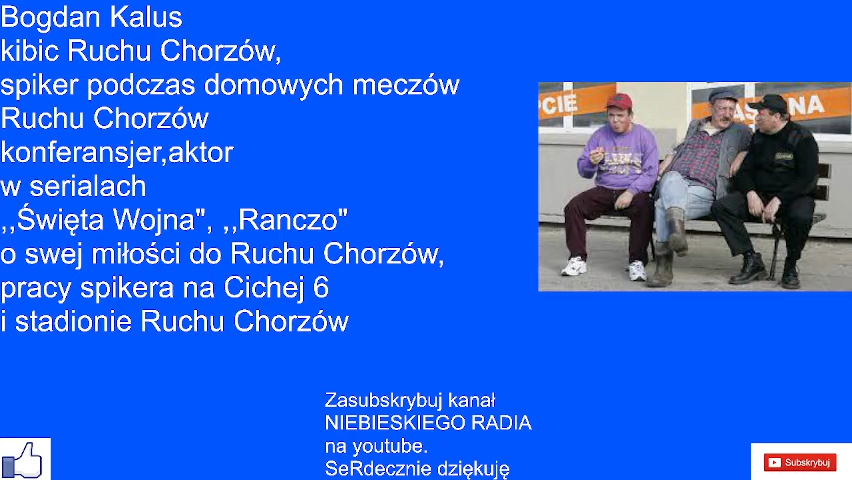 Bogdan Kalus
kibic Ruchu Chorzów,
spiker podczas domowych meczów
Ruchu Chorzów
konferansjer,aktor
w serialach
,,Święta Wojna", ,,Ranczo"
o swej miłości do Ruchu Chorzów,
pracy spikera na Cichej 6
i stadionie Ruchu Chorzów
PCIE
NA
Zasubskrybuj kanał
NIEBIESKIEGO RADIA
na youtube.
SeRdecznie dziękuję
Subskrybuj